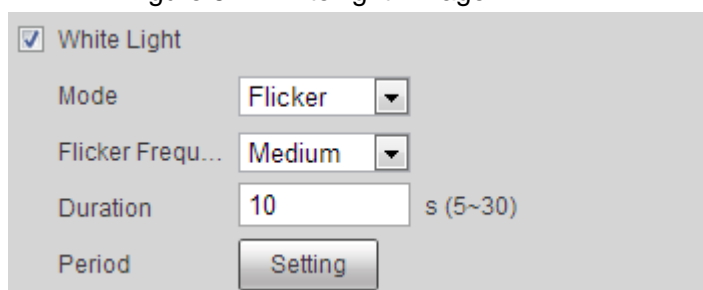 White Light
Mode Flicker
Flicker Frequ... Medium
Duration 10 s (5~30)
Period Setting